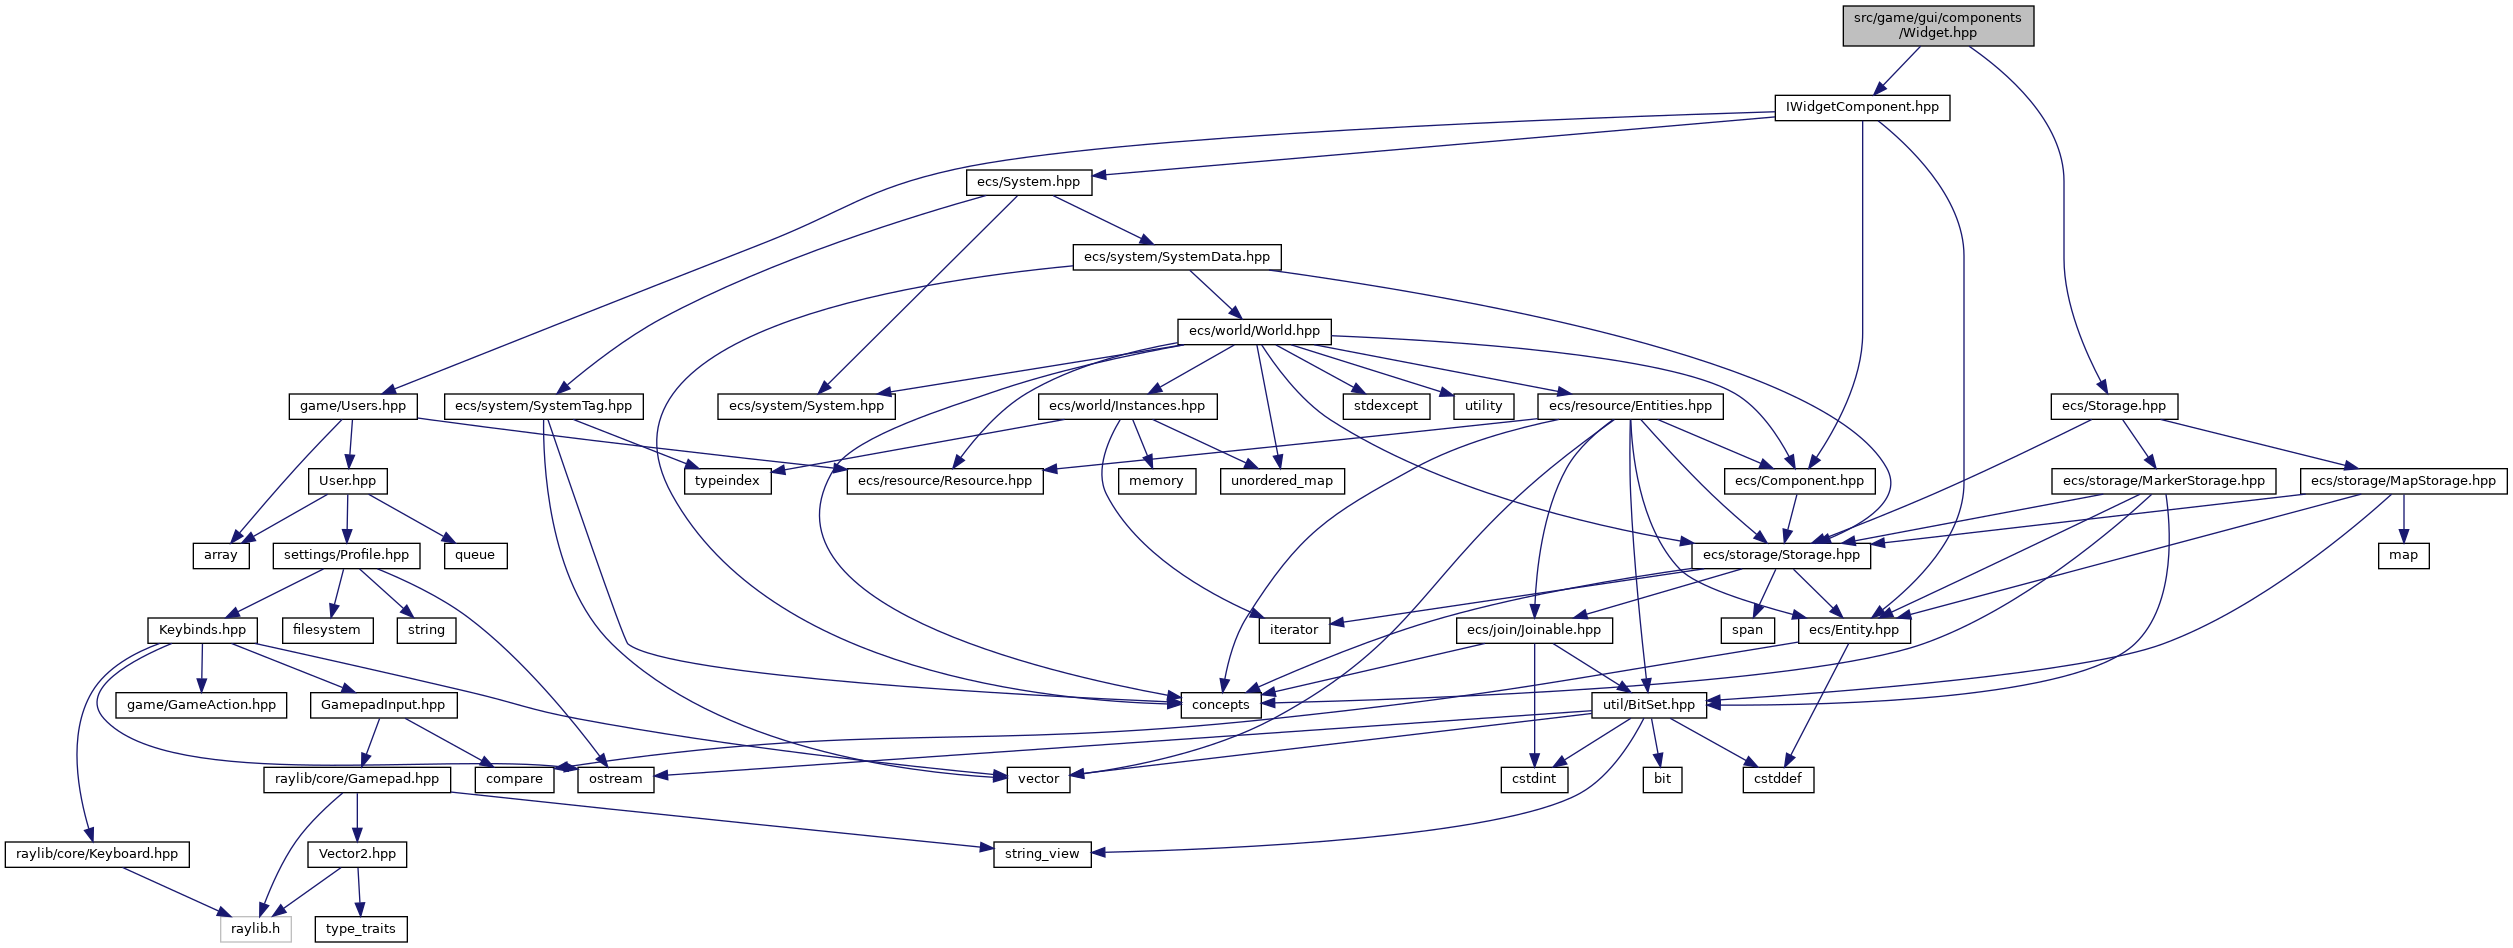 src/game/gui/components
/Widget.hpp
IWidgetComponent.hpp
ecs/System.hpp
ecs/system/SystemData.hpp
ecs/world/World.hpp
game/Users.hpp
ecs/system/SystemTag.hpp
ecs/system/System.hpp
ecs/world/Instances.hpp
stdexcept
utility
ecs/resource/Entities.hpp
ecs/Storage.hpp
User.hpp
typeindex
ecs/resource/Resource.hpp
memory
unordered_map
ecs/Component.hpp
ecs/storage/MarkerStorage.hpp
ecs/storage/MapStorage.hpp
array
settings/Profile.hpp
queue
ecs/storage/Storage.hpp
map
Keybinds.hpp
filesystem
string
iterator
ecs/join/Joinable.hpp
span
ecs/Entity.hpp
game/GameAction.hpp
GamepadInput.hpp
concepts
util/BitSet.hpp
raylib/core/Gamepad.hpp
compare
ostream
vector
cstdint
bit
cstddef
raylib/core/Keyboard.hpp
Vector2.hpp
string_view
raylib.h
type_traits